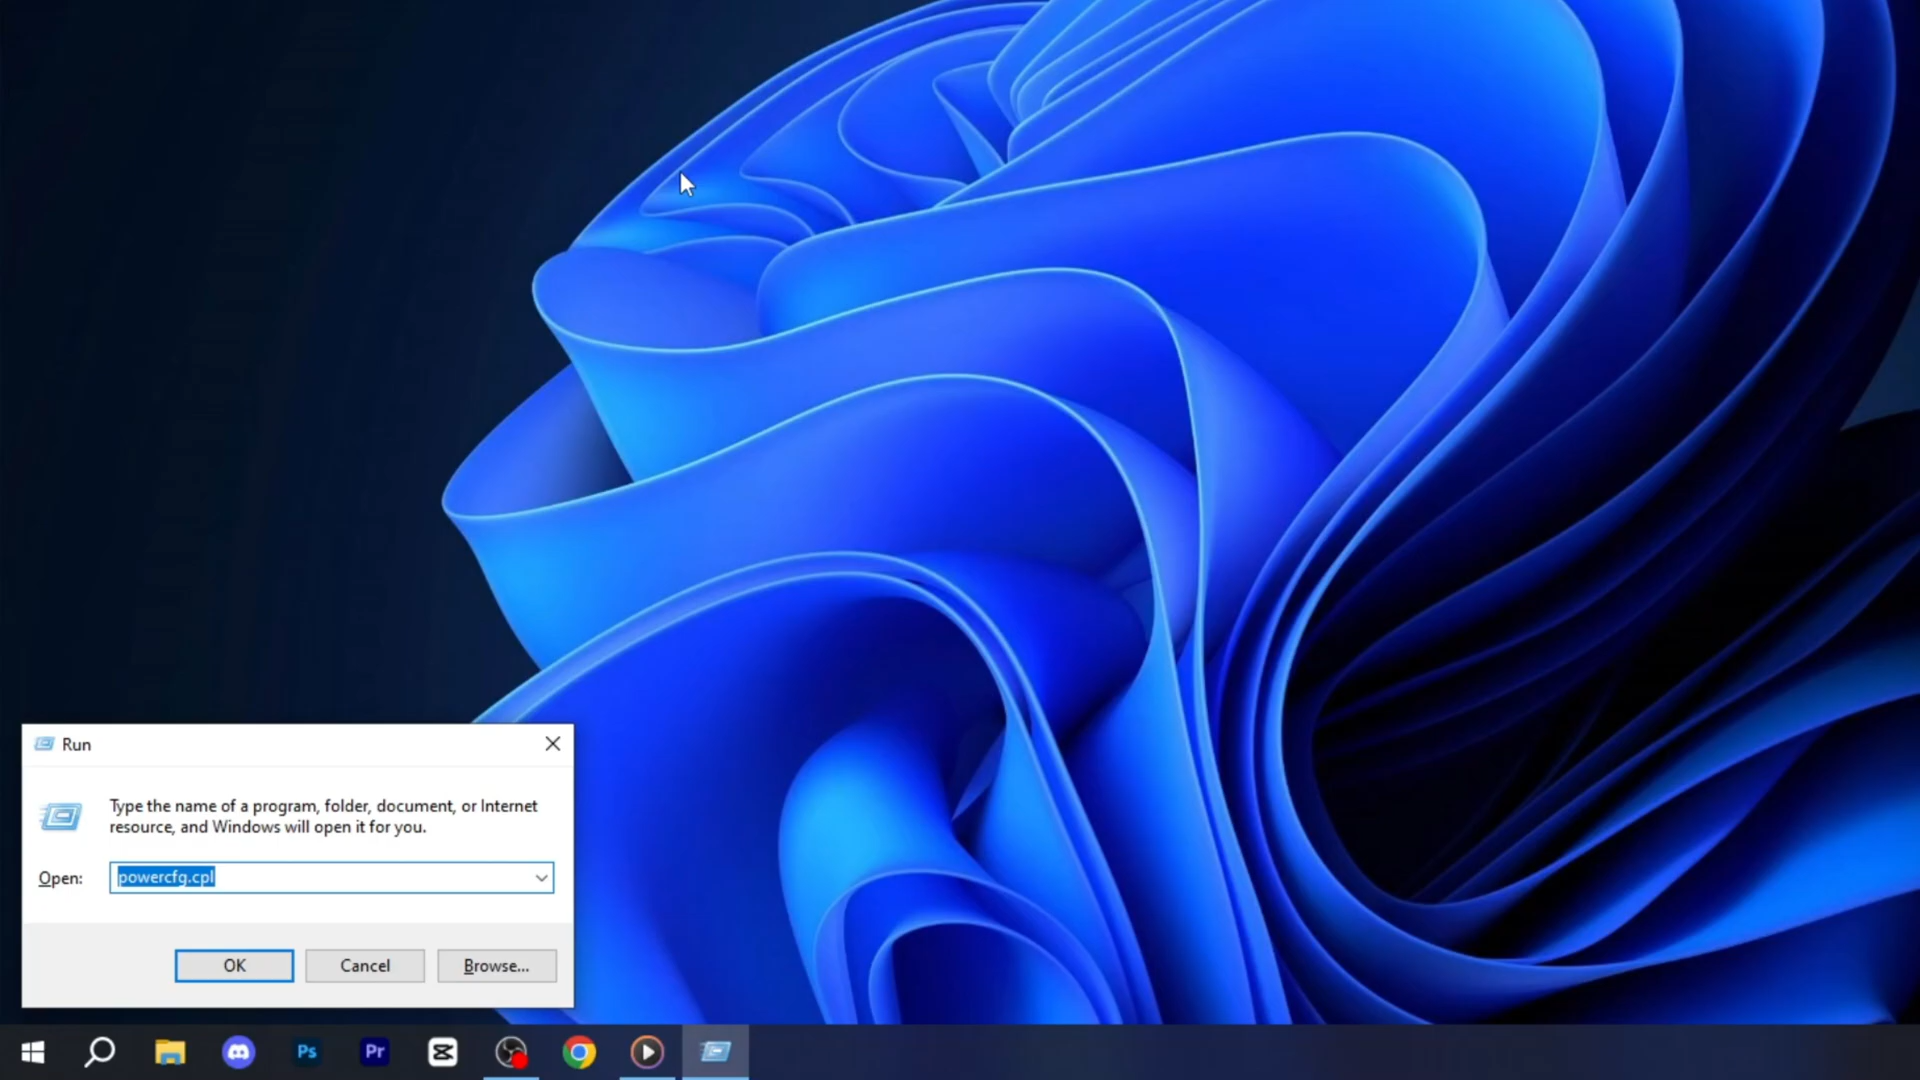 Run
Type the name of a program, folder, document, or Internet
resource, and Windows will open it for you.
Open:
powercfg.cpl
OK
Cancel
Browse...
Ps
Pr